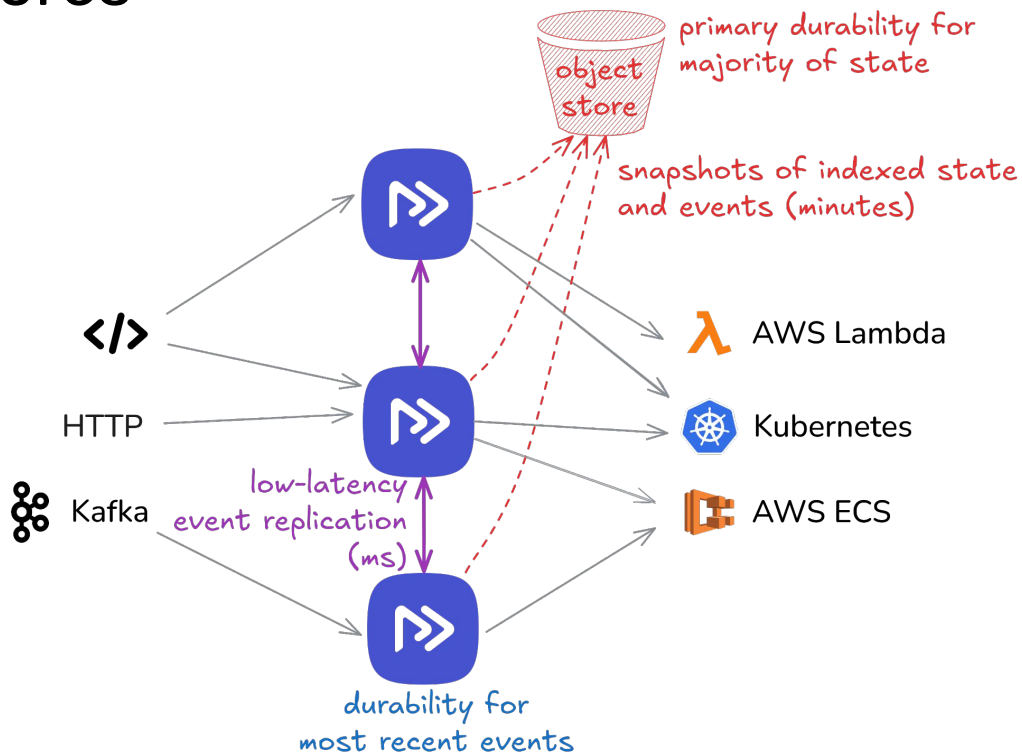 primary durability for
majority of state
object
store
snapshots of indexed state
and events (minutes)
</>
AWS Lambda
HTTP
Kubernetes
low-latency
event replication
(ms)
Kafka
AWS ECS
durability for
most recent events